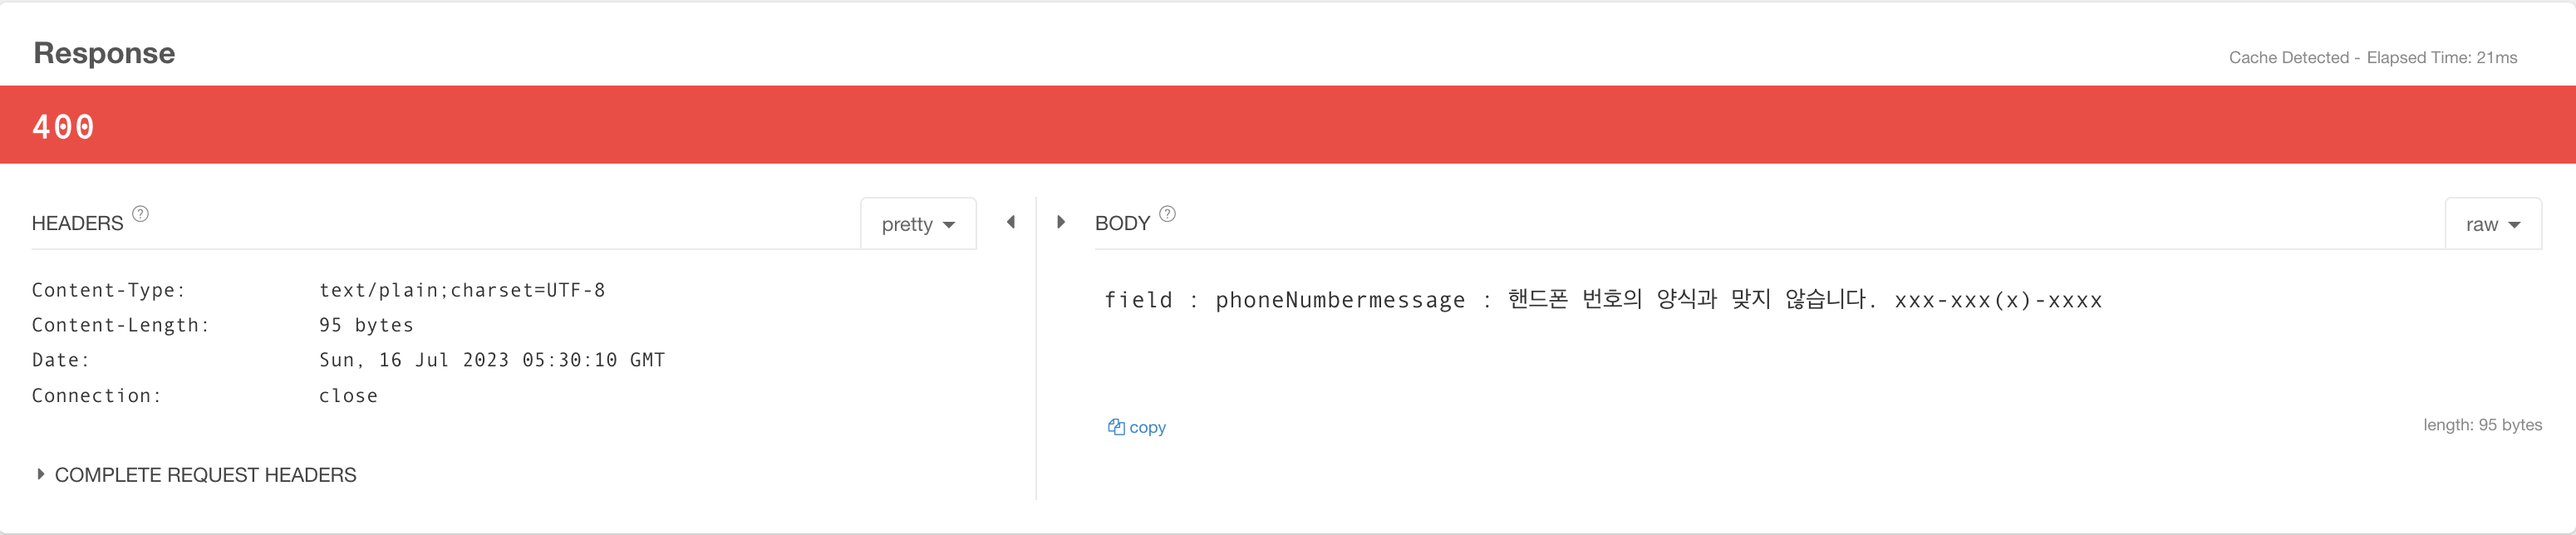 Response
Cache Detected - Elapsed Time: 21ms
400
HEADERS ?
pretty
BODY ?
raw
Content-Type: text/plain;charset=UTF-8
Content-Length: 95 bytes
Date: Sun, 16 Jul 2023 05:30:10 GMT
Connection: close
field : phoneNumbermessage : 핸드폰 번호의 양식과 맞지 않습니다. xxx-xxx(x)-xxxx
copy
length: 95 bytes
COMPLETE REQUEST HEADERS